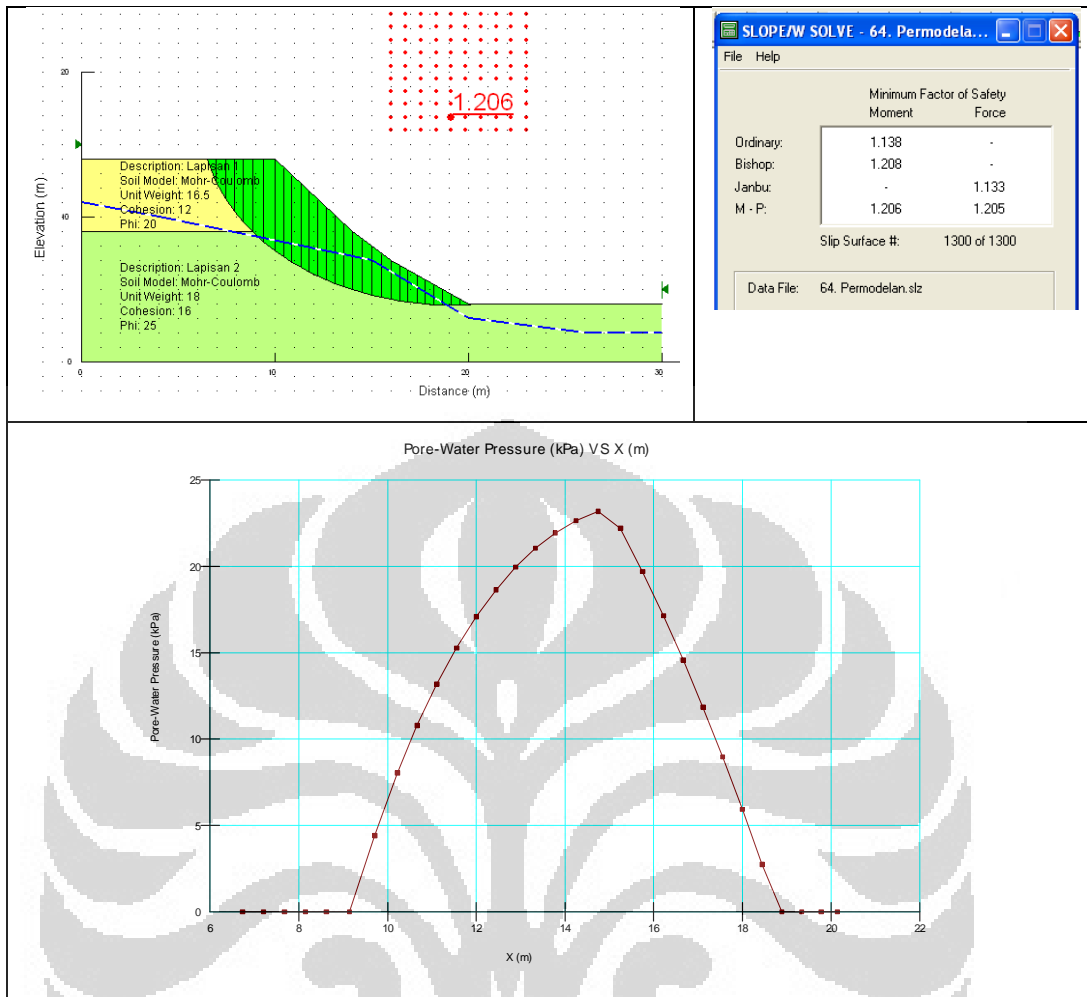 1.206
20
Elevation (m)
Description: Lapisan 1
Soil Model: Mohr-Coulomb
Unit Weight: 16.5
Cohesion: 12
Phi: 20
Description: Lapisan 2
Soil Model: Mohr-Coulomb
Unit Weight: 18
Cohesion: 16
Phi: 25
0
0 10 20 30
Distance (m)
SLOPE/W SOLVE - 64. Permodela...
File Help
Minimum Factor of Safety
Moment Force
Ordinary: 1.138 -
Bishop: 1.208 -
Janbu: - 1.133
M - P: 1.206 1.205
Slip Surface #: 1300 of 1300
Data File: 64. Permodelan.slz
Pore-Water Pressure (kPa) VS X (m)
Pore-Water Pressure (kPa)
25
20
15
10
5
0
6 8 10 12 14 16 18 20 22
X (m)